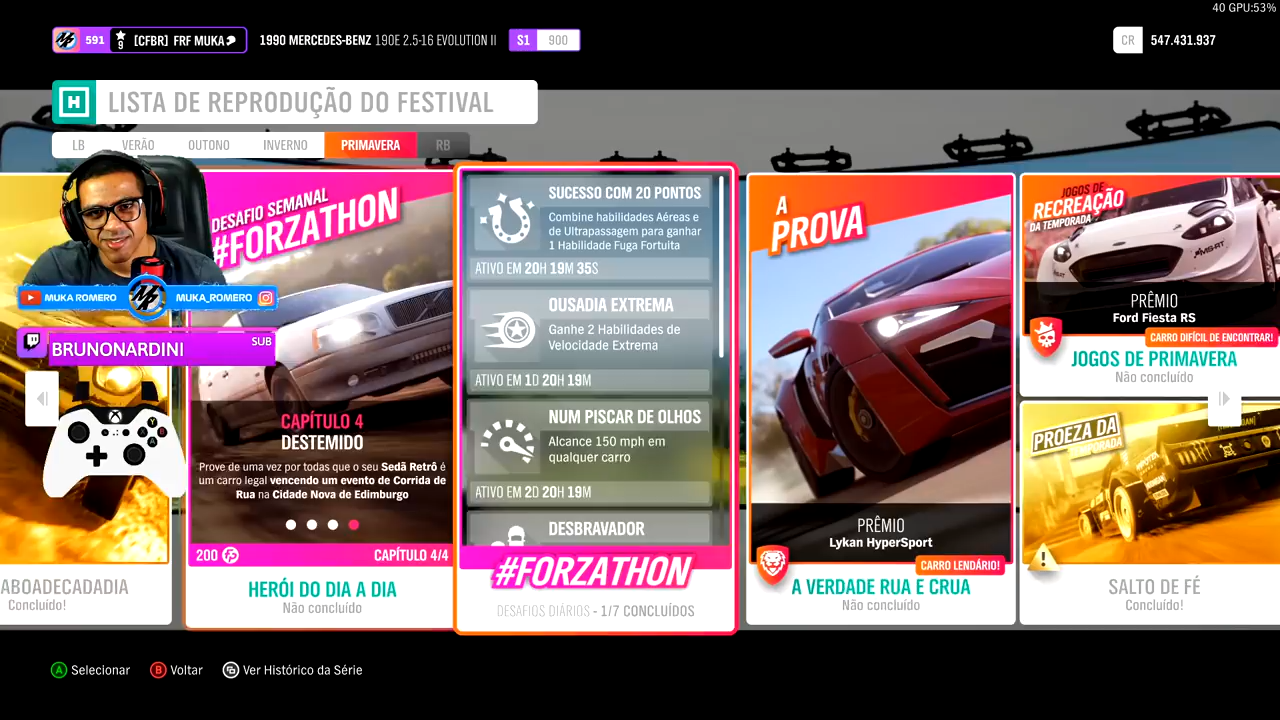 40 GPU:53%
591 9 [CFBR] FRF MUKA
1990 MERCEDES-BENZ 190E 2.5-16 EVOLUTION II S1 900
CR 547.431.937
H LISTA DE REPRODUÇÃO DO FESTIVAL
LB VERÃO OUTONO INVERNO PRIMAVERA RB
DESAFIO SEMANAL
#FORZATHON
CAPÍTULO 4
DESTEMIDO
Prove de uma vez por todas que o seu Sedã Retrô é
um carro legal vencendo um evento de Corrida de
Rua na Cidade Nova de Edimburgo
200 CAPÍTULO 4/4
HERÓI DO DIA A DIA
Não concluído
MUKA ROMERO MUKA_ROMERO
BRUNONARDINI SUB
X Y B A
ABOADECADADIA
Concluído!
SUCESSO COM 20 PONTOS
Combine habilidades Aéreas e
de Ultrapassagem para ganhar
1 Habilidade Fuga Fortuita
ATIVO EM 20H 19M 35S
OUSADIA EXTREMA
Ganhe 2 Habilidades de
Velocidade Extrema
ATIVO EM 1D 20H 19M
NUM PISCAR DE OLHOS
Alcance 150 mph em
qualquer carro
ATIVO EM 2D 20H 19M
DESBRAVADOR
#FORZATHON
DESAFIOS DIÁRIOS - 1/7 CONCLUÍDOS
A
PROVA
PRÊMIO
Lykan HyperSport
CARRO LENDÁRIO!
A VERDADE RUA E CRUA
Não concluído
JOGOS DE
RECREAÇÃO
DA TEMPORADA
M-SPORT
PRÊMIO
Ford Fiesta RS
CARRO DIFÍCIL DE ENCONTRAR!
JOGOS DE PRIMAVERA
Não concluído
PROEZA DA
TEMPORADA
SALTO DE FÉ
Concluído!
A Selecionar B Voltar Ver Histórico da Série